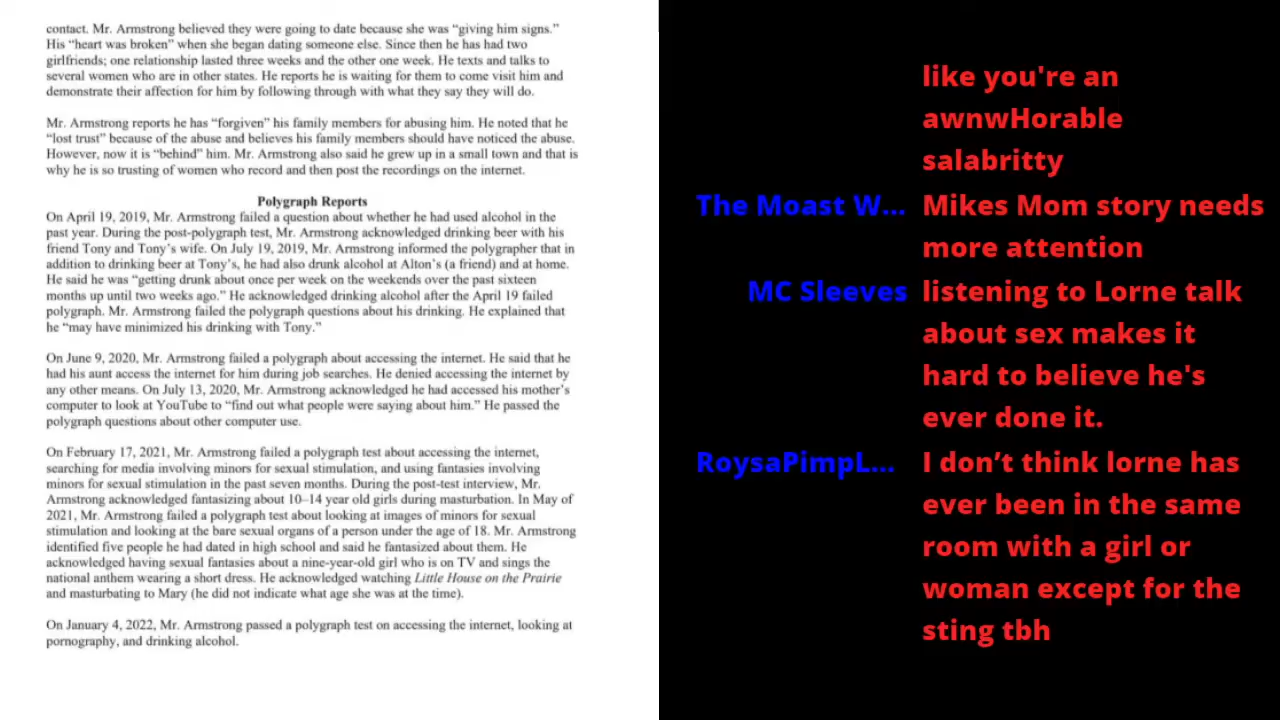 contact. Mr. Armstrong believed they were going to date because she was “giving him signs.”
His “heart was broken” when she began dating someone else. Since then he has had two
girlfriends; one relationship lasted three weeks and the other one week. He texts and talks to
several women who are in other states. He reports he is waiting for them to come visit him and
demonstrate their affection for him by following through with what they say they will do.
Mr. Armstrong reports he has “forgiven” his family members for abusing him. He noted that he
“lost trust” because of the abuse and believes his family members should have noticed the abuse.
However, now it is “behind” him. Mr. Armstrong also said he grew up in a small town and that is
why he is so trusting of women who record and then post the recordings on the internet.
Polygraph Reports
On April 19, 2019, Mr. Armstrong failed a question about whether he had used alcohol in the
past year. During the post-polygraph test, Mr. Armstrong acknowledged drinking beer with his
friend Tony and Tony’s wife. On July 19, 2019, Mr. Armstrong informed the polygrapher that in
addition to drinking beer at Tony’s, he had also drunk alcohol at Alton’s (a friend) and at home.
He said he was “getting drunk about once per week on the weekends over the past sixteen
months up until two weeks ago.” He acknowledged drinking alcohol after the April 19 failed
polygraph. Mr. Armstrong failed the polygraph questions about his drinking. He explained that
he “may have minimized his drinking with Tony.”
On June 9, 2020, Mr. Armstrong failed a polygraph about accessing the internet. He said that he
had his aunt access the internet for him during job searches. He denied accessing the internet by
any other means. On July 13, 2020, Mr. Armstrong acknowledged he had accessed his mother’s
computer to look at YouTube to “find out what people were saying about him.” He passed the
polygraph questions about other computer use.
On February 17, 2021, Mr. Armstrong failed a polygraph test about accessing the internet,
searching for media involving minors for sexual stimulation, and using fantasies involving
minors for sexual stimulation in the past seven months. During the post-test interview, Mr.
Armstrong acknowledged fantasizing about 10–14 year old girls during masturbation. In May of
2021, Mr. Armstrong failed a polygraph test about looking at images of minors for sexual
stimulation and looking at the bare sexual organs of a person under the age of 18. Mr. Armstrong
identified five people he had dated in high school and said he fantasized about them. He
acknowledged having sexual fantasies about a nine-year-old girl who is on TV and sings the
national anthem wearing a short dress. He acknowledged watching Little House on the Prairie
and masturbating to Mary (he did not indicate what age she was at the time).
On January 4, 2022, Mr. Armstrong passed a polygraph test on accessing the internet, looking at
pornography, and drinking alcohol.
like you're an
awnwHorable
salabritty
The Moast W... Mikes Mom story needs
more attention
MC Sleeves listening to Lorne talk
about sex makes it
hard to believe he's
ever done it.
RoysaPimpL... I don’t think lorne has
ever been in the same
room with a girl or
woman except for the
sting tbh